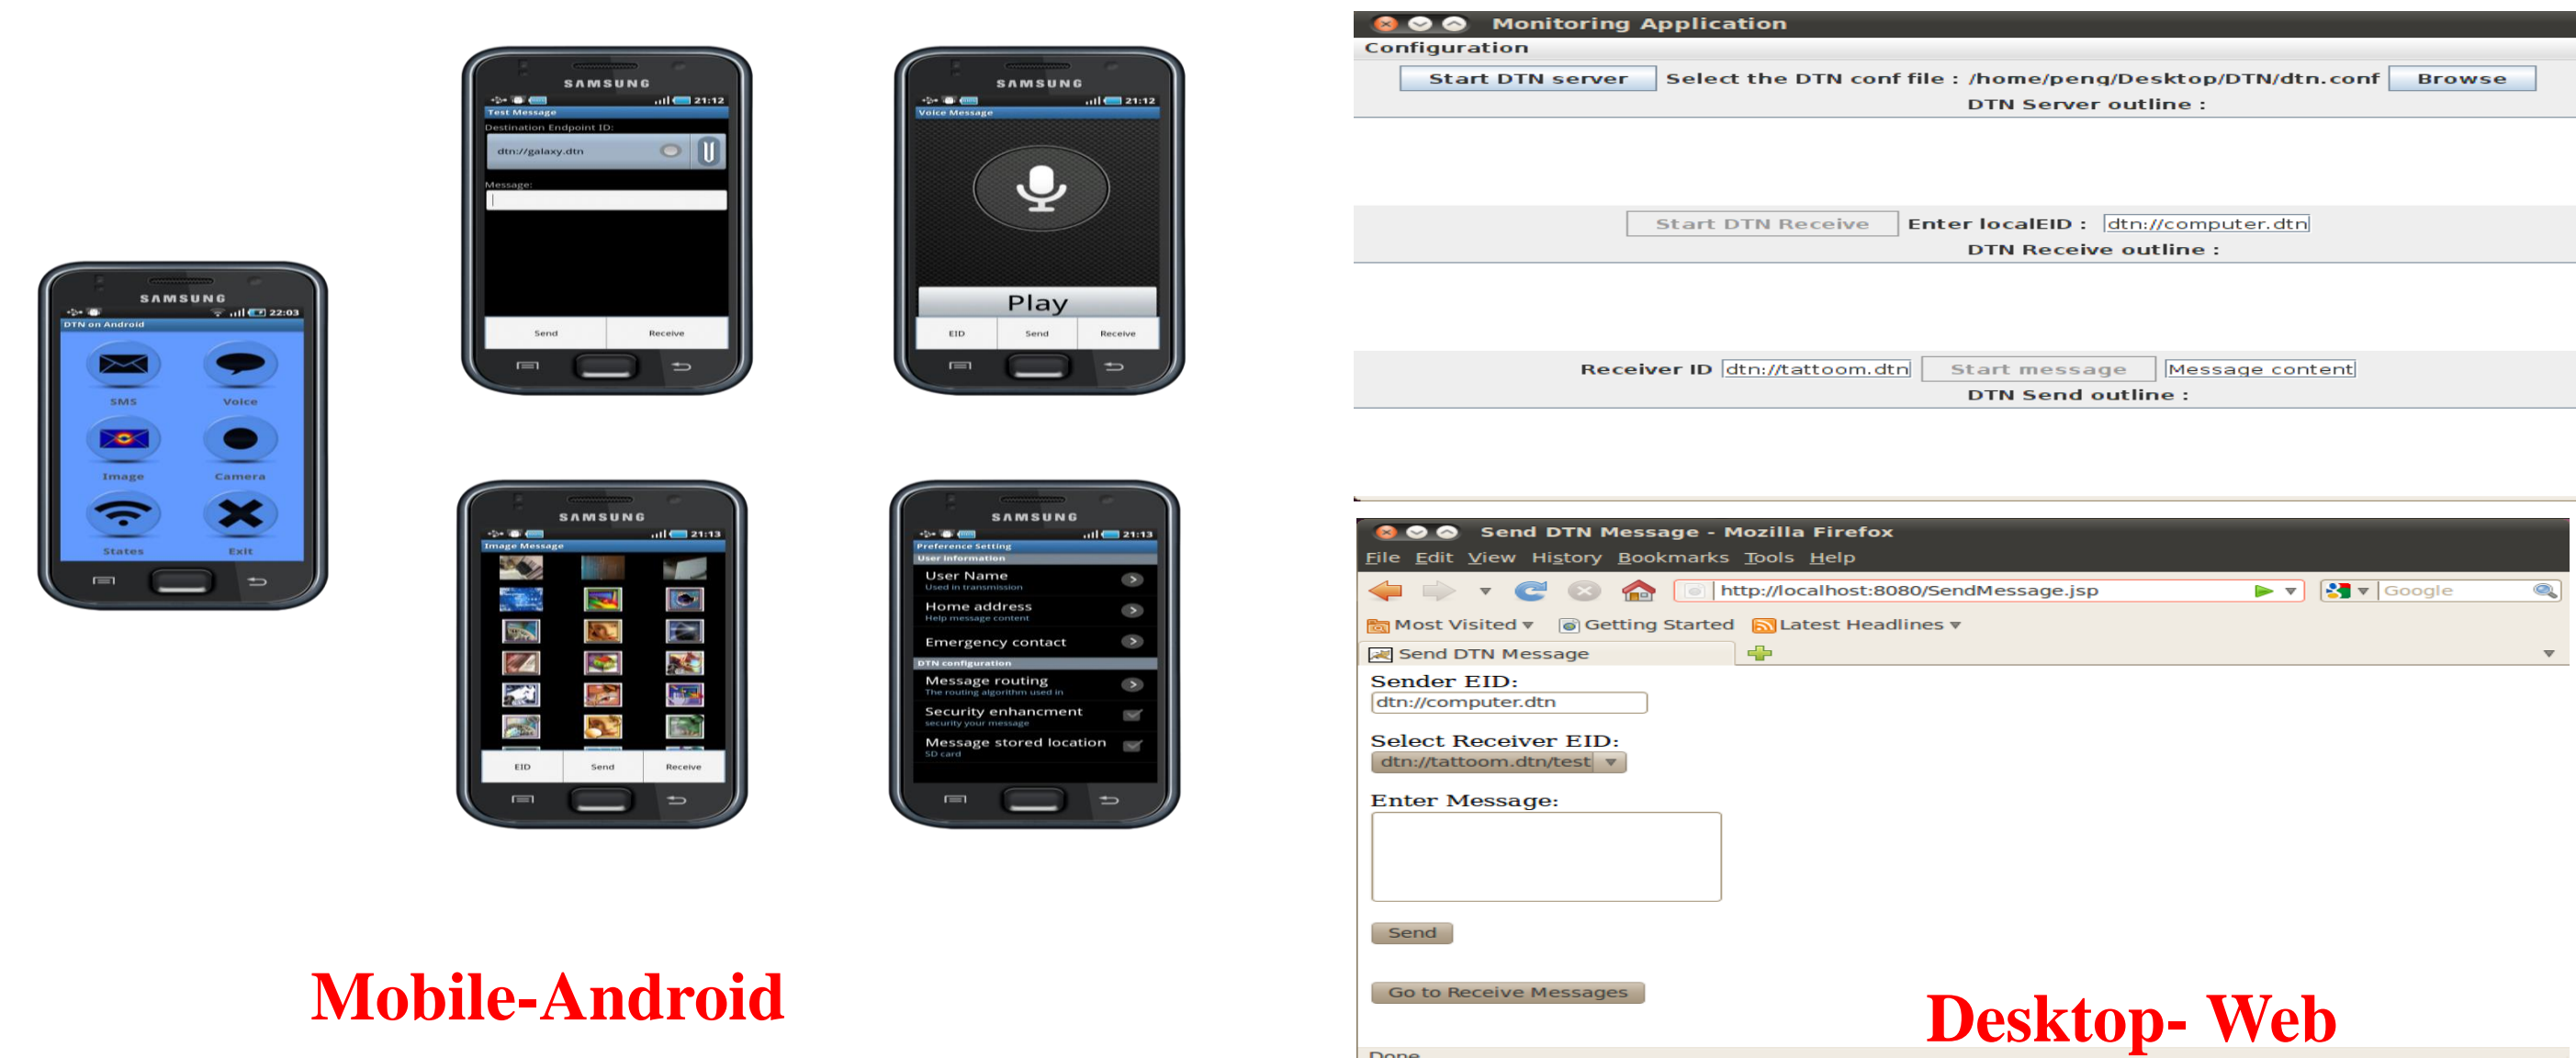 SAMSUNG
22:03
DTN on Android
SMS
Voice
Image
Camera
States
Exit
SAMSUNG
21:12
Test Message
Destination Endpoint ID:
dtn://galaxy.dtn
Message:
Send
Receive
SAMSUNG
21:12
Voice Message
Play
EID
Send
Receive
SAMSUNG
21:13
Image Message
EID
Send
Receive
SAMSUNG
21:13
Preference Setting
User information
User Name
Used in transmission
Home address
Help message content
Emergency contact
DTN configuration
Message routing
The routing algorithm used in
Security enhancment
security your message
Message stored location
SD card
Mobile-Android
Monitoring Application
Configuration
Start DTN server Select the DTN conf file : /home/peng/Desktop/DTN/dtn.conf Browse
DTN Server outline :
Start DTN Receive Enter localEID : dtn://computer.dtn
DTN Receive outline :
Receiver ID dtn://tattoom.dtn Start message Message content
DTN Send outline :
Send DTN Message - Mozilla Firefox
File Edit View History Bookmarks Tools Help
http://localhost:8080/SendMessage.jsp Google
Most Visited Getting Started Latest Headlines
Send DTN Message
Sender EID:
dtn://computer.dtn
Select Receiver EID:
dtn://tattoom.dtn/test
Enter Message:
Send
Go to Receive Messages
Done
Desktop- Web